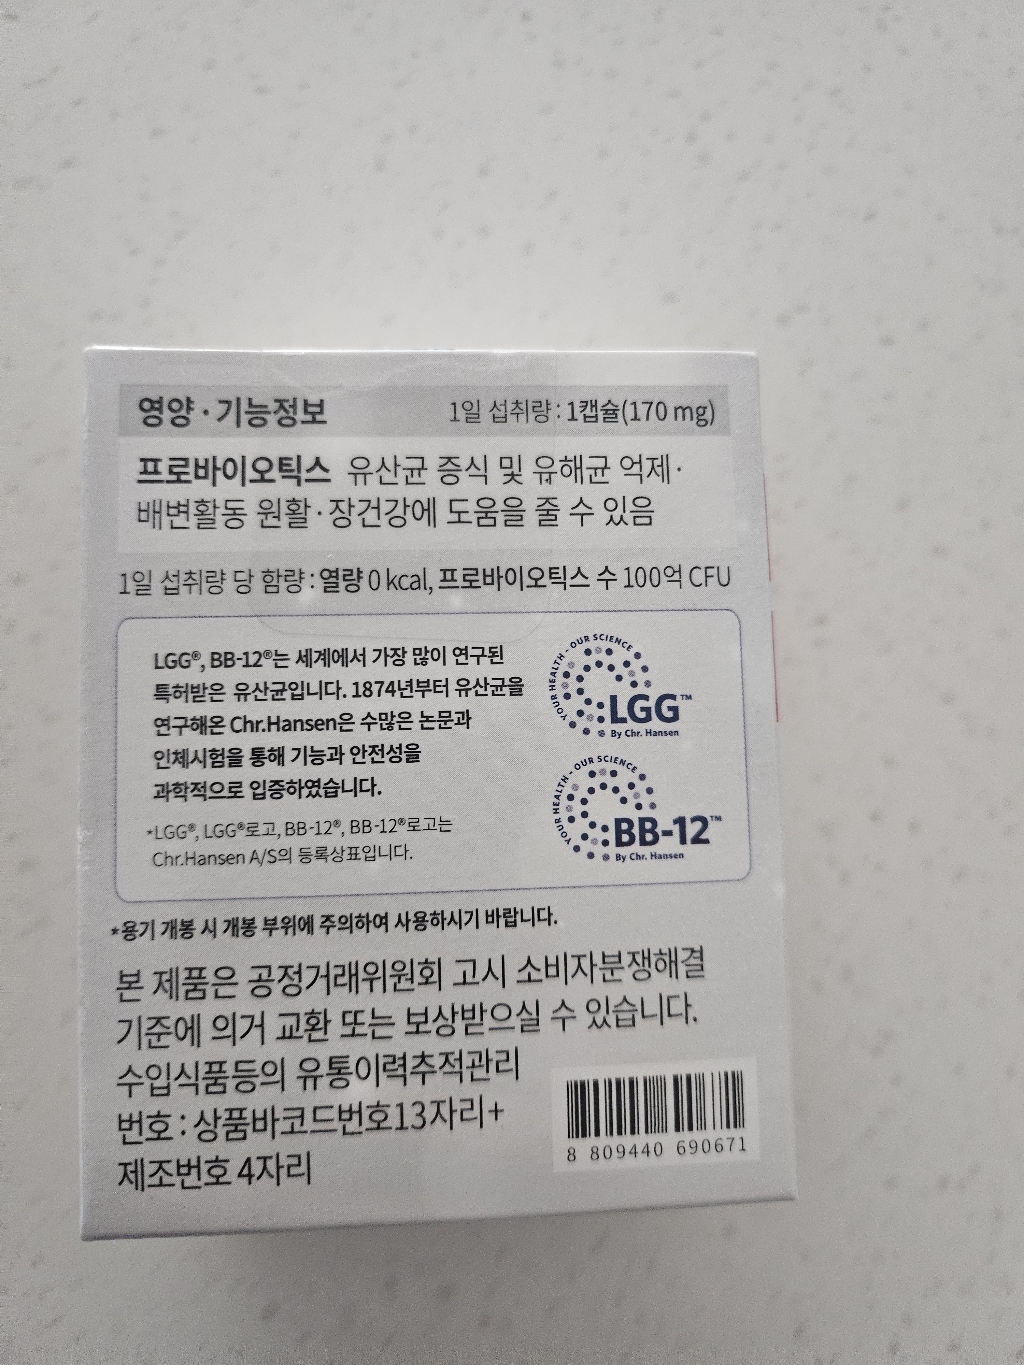 영양·기능정보 1일 섭취량 : 1캡슐(170 mg)
프로바이오틱스 유산균 증식 및 유해균 억제·
배변활동 원활·장건강에 도움을 줄 수 있음
1일 섭취량 당 함량 : 열량 0 kcal, 프로바이오틱스 수 100억 CFU
LGG®, BB-12®는 세계에서 가장 많이 연구된
특허받은 유산균입니다. 1874년부터 유산균을
연구해온 Chr.Hansen은 수많은 논문과
인체시험을 통해 기능과 안전성을
과학적으로 입증하였습니다.
*LGG®, LGG®로고, BB-12®, BB-12®로고는
Chr.Hansen A/S의 등록상표입니다.
YOUR HEALTH - OUR SCIENCE
LGG™
By Chr. Hansen
YOUR HEALTH - OUR SCIENCE
BB-12™
By Chr. Hansen
*용기 개봉 시 개봉 부위에 주의하여 사용하시기 바랍니다.
본 제품은 공정거래위원회 고시 소비자분쟁해결
기준에 의거 교환 또는 보상받으실 수 있습니다.
수입식품등의 유통이력추적관리
번호 : 상품바코드번호13자리+
제조번호 4자리
8 809440 690671